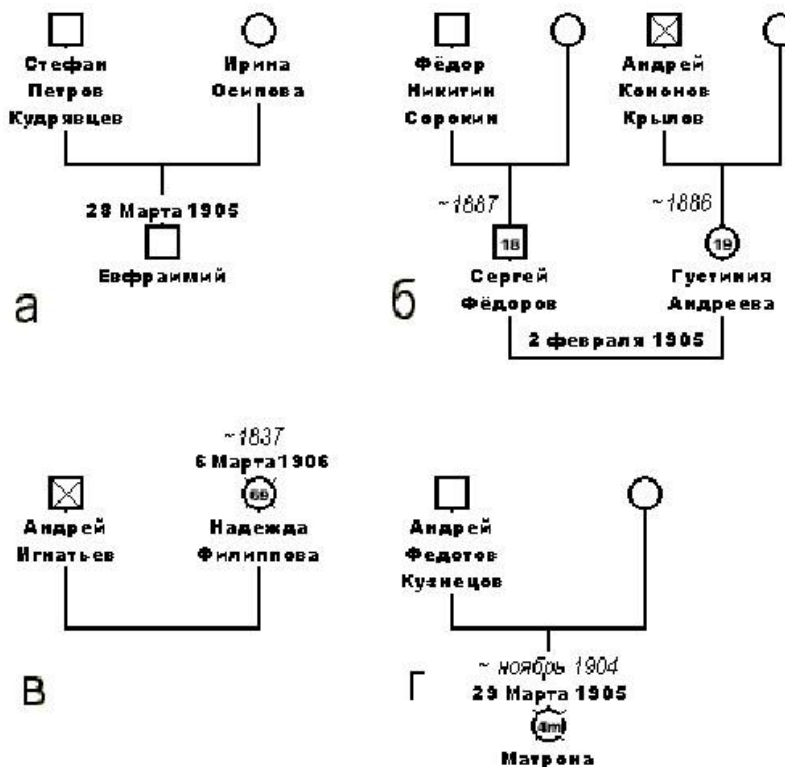 Стефан
Петров
Кудрявцев
Ирина
Осипова
28 Марта 1905
Евфраимий
а
Фёдор
Никитин
Сорокин
Андрей
Кононов
Крылов
~1887
~1886
18
19
Сергей
Фёдоров
Густиния
Андреева
2 февраля 1905
б
~1837
6 Марта 1906
69
Андрей
Игнатьев
Надежда
Филиппова
в
Андрей
Федотов
Кузнецов
~ ноябрь 1904
29 Марта 1905
4m
Матрона
г